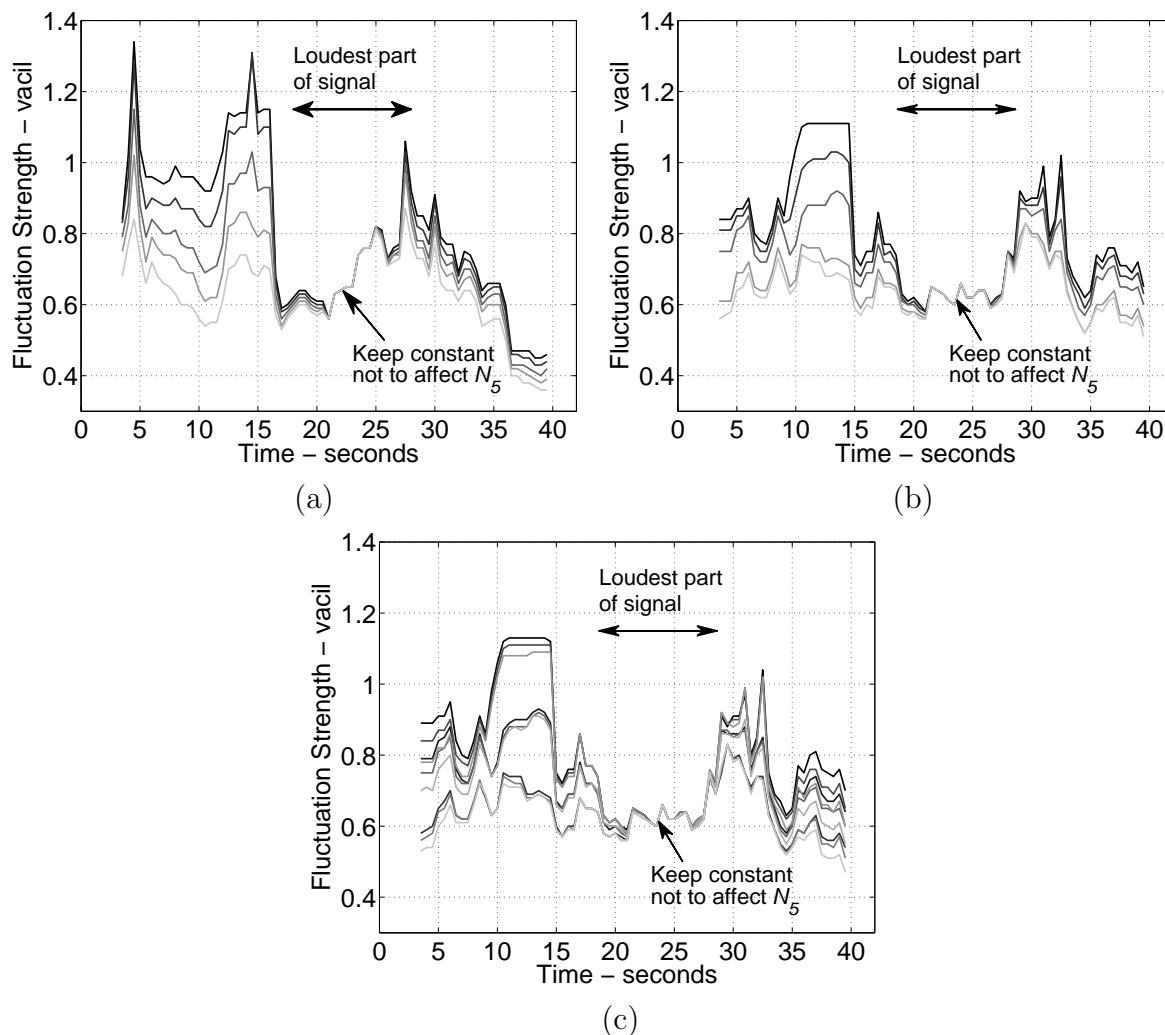 1.4
1.2
1
0.8
0.6
0.4
Fluctuation Strength − vacil
Loudest part
of signal
Keep constant
not to affect N5
0 5 10 15 20 25 30 35 40
Time − seconds
(a)
1.4
1.2
1
0.8
0.6
0.4
Fluctuation Strength − vacil
Loudest part
of signal
Keep constant
not to affect N5
0 5 10 15 20 25 30 35 40
Time − seconds
(b)
1.4
1.2
1
0.8
0.6
0.4
Fluctuation Strength − vacil
Loudest part
of signal
Keep constant
not to affect N5
0 5 10 15 20 25 30 35 40
Time − seconds
(c)